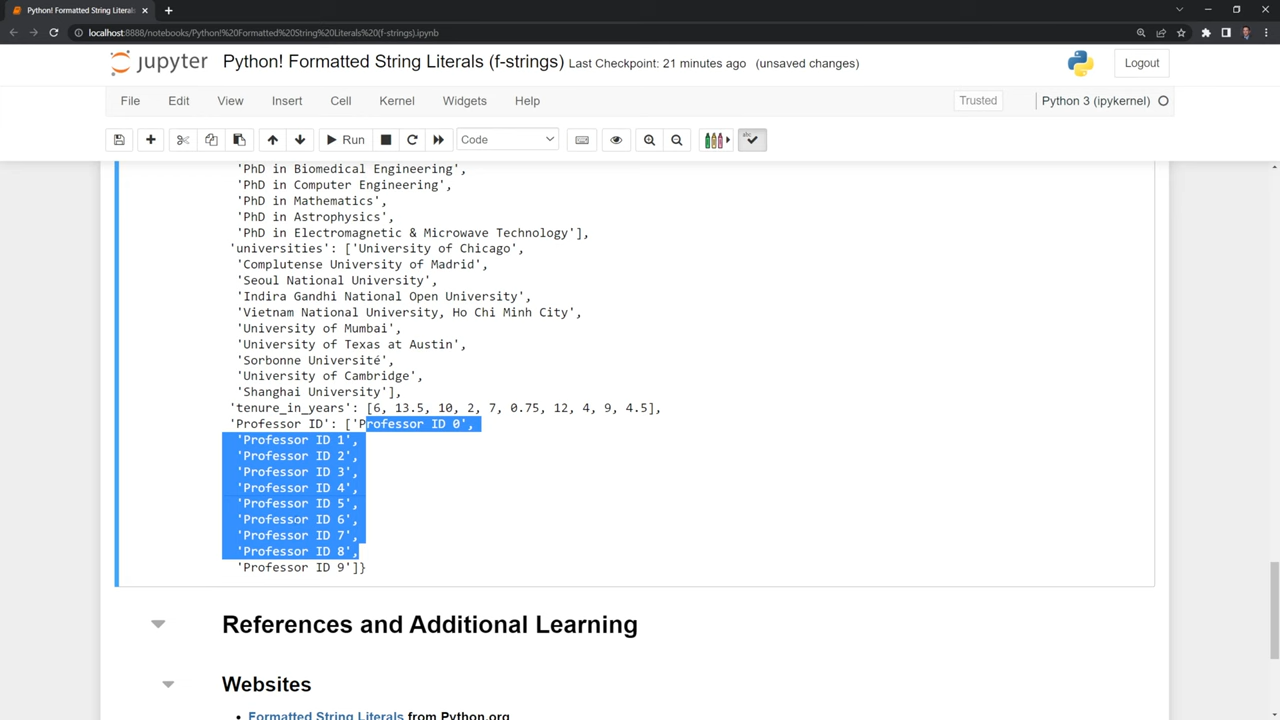 Python! Formatted String Literals
localhost:8888/notebooks/Python!%20Formatted%20String%20Literals%20(f-strings).ipynb
jupyter Python! Formatted String Literals (f-strings) Last Checkpoint: 21 minutes ago (unsaved changes) Logout
File Edit View Insert Cell Kernel Widgets Help Trusted Python 3 (ipykernel)
Run Code
'PhD in Biomedical Engineering',
'PhD in Computer Engineering',
'PhD in Mathematics',
'PhD in Astrophysics',
'PhD in Electromagnetic & Microwave Technology'],
'universities': ['University of Chicago',
'Complutense University of Madrid',
'Seoul National University',
'Indira Gandhi National Open University',
'Vietnam National University, Ho Chi Minh City',
'University of Mumbai',
'University of Texas at Austin',
'Sorbonne Université',
'University of Cambridge',
'Shanghai University'],
'tenure_in_years': [6, 13.5, 10, 2, 7, 0.75, 12, 4, 9, 4.5],
'Professor ID': ['Professor ID 0',
'Professor ID 1',
'Professor ID 2',
'Professor ID 3',
'Professor ID 4',
'Professor ID 5',
'Professor ID 6',
'Professor ID 7',
'Professor ID 8',
'Professor ID 9']}
References and Additional Learning
Websites
• Formatted String Literals from Python.org